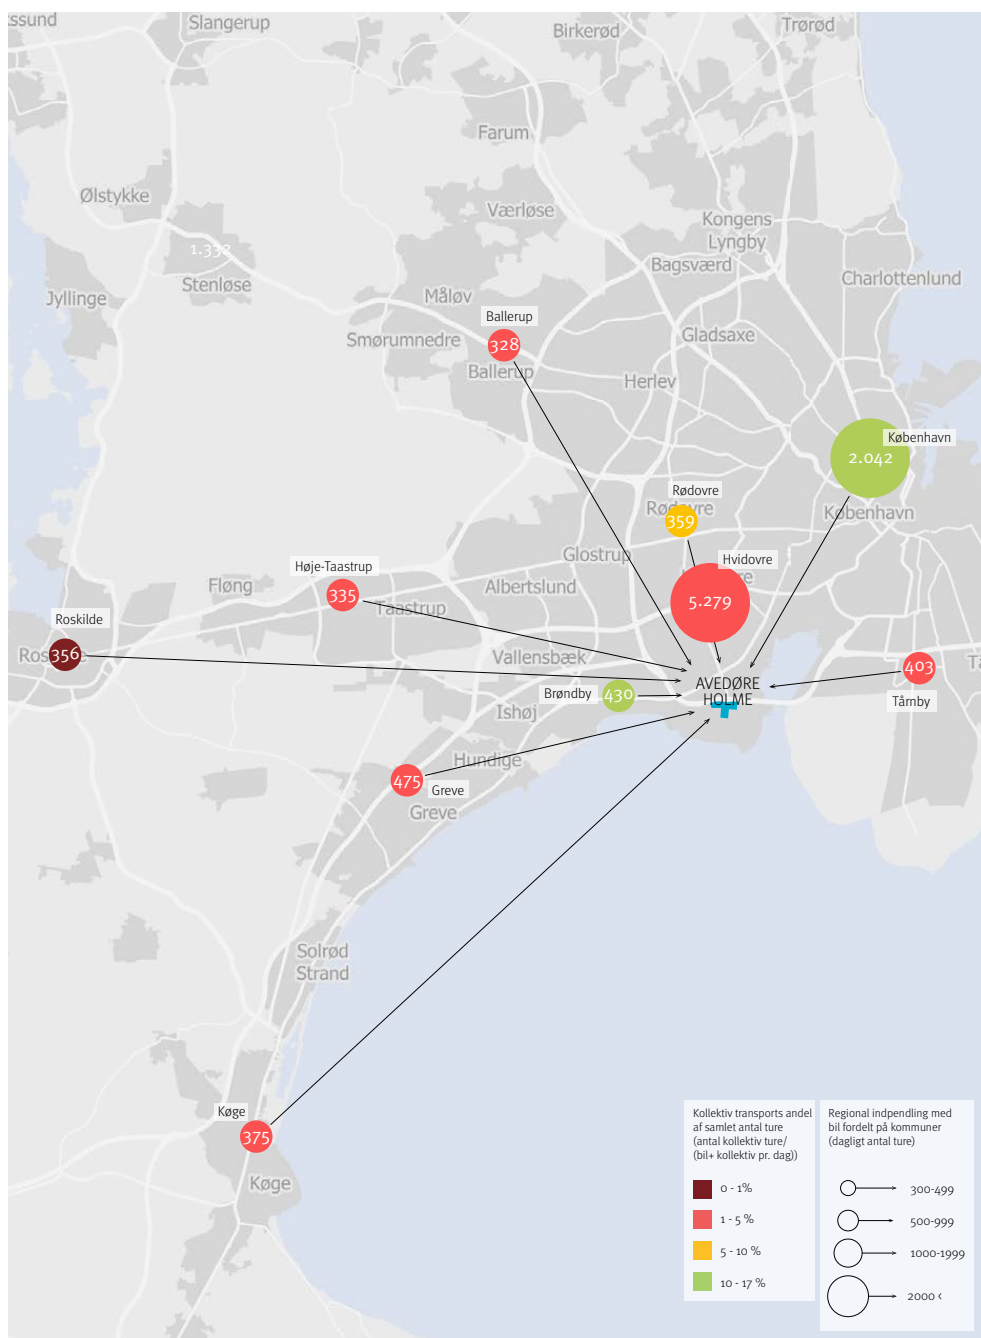 ssund
Slangerup
Birkerød
Trørød
Farum
Ølstykke
Værløse
Kongens
Lyngby
1.332
Bagsværd
Stenløse
Charlottenlund
Jyllinge
Måløv
Ballerup
Smørumnedre
328
Gladsaxe
Ballerup
Herlev
København
2.042
Rødovre
Rødovre
København
359
Glostrup
Hvidovre
Høje-Taastrup
Fløng
Albertslund
335
5.279
Taastrup
Roskilde
356
Vallensbæk
403
AVEDØRE
HOLME
Brøndby
430
Tårnby
Ishøj
Hundige
475
Greve
Greve
Solrød
Strand
Køge
375
Køge
Kollektiv transports andel
af samlet antal ture
(antal kollektiv ture/
(bil+ kollektiv pr. dag))
0 - 1%
1 - 5 %
5 - 10 %
10 - 17 %
Regional indpendling med
bil fordelt på kommuner
(dagligt antal ture)
300-499
500-999
1000-1999
2000 <